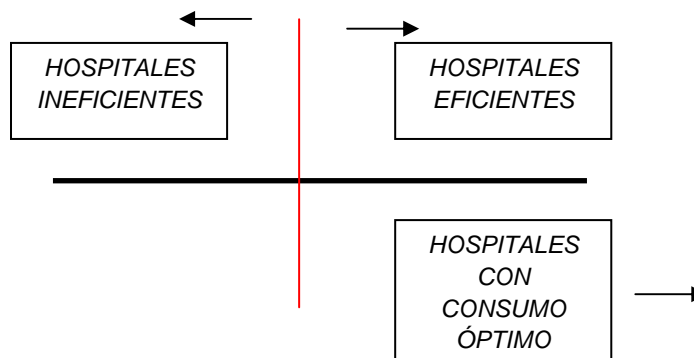 HOSPITALES
INEFICIENTES
HOSPITALES
EFICIENTES
HOSPITALES
CON
CONSUMO
ÓPTIMO